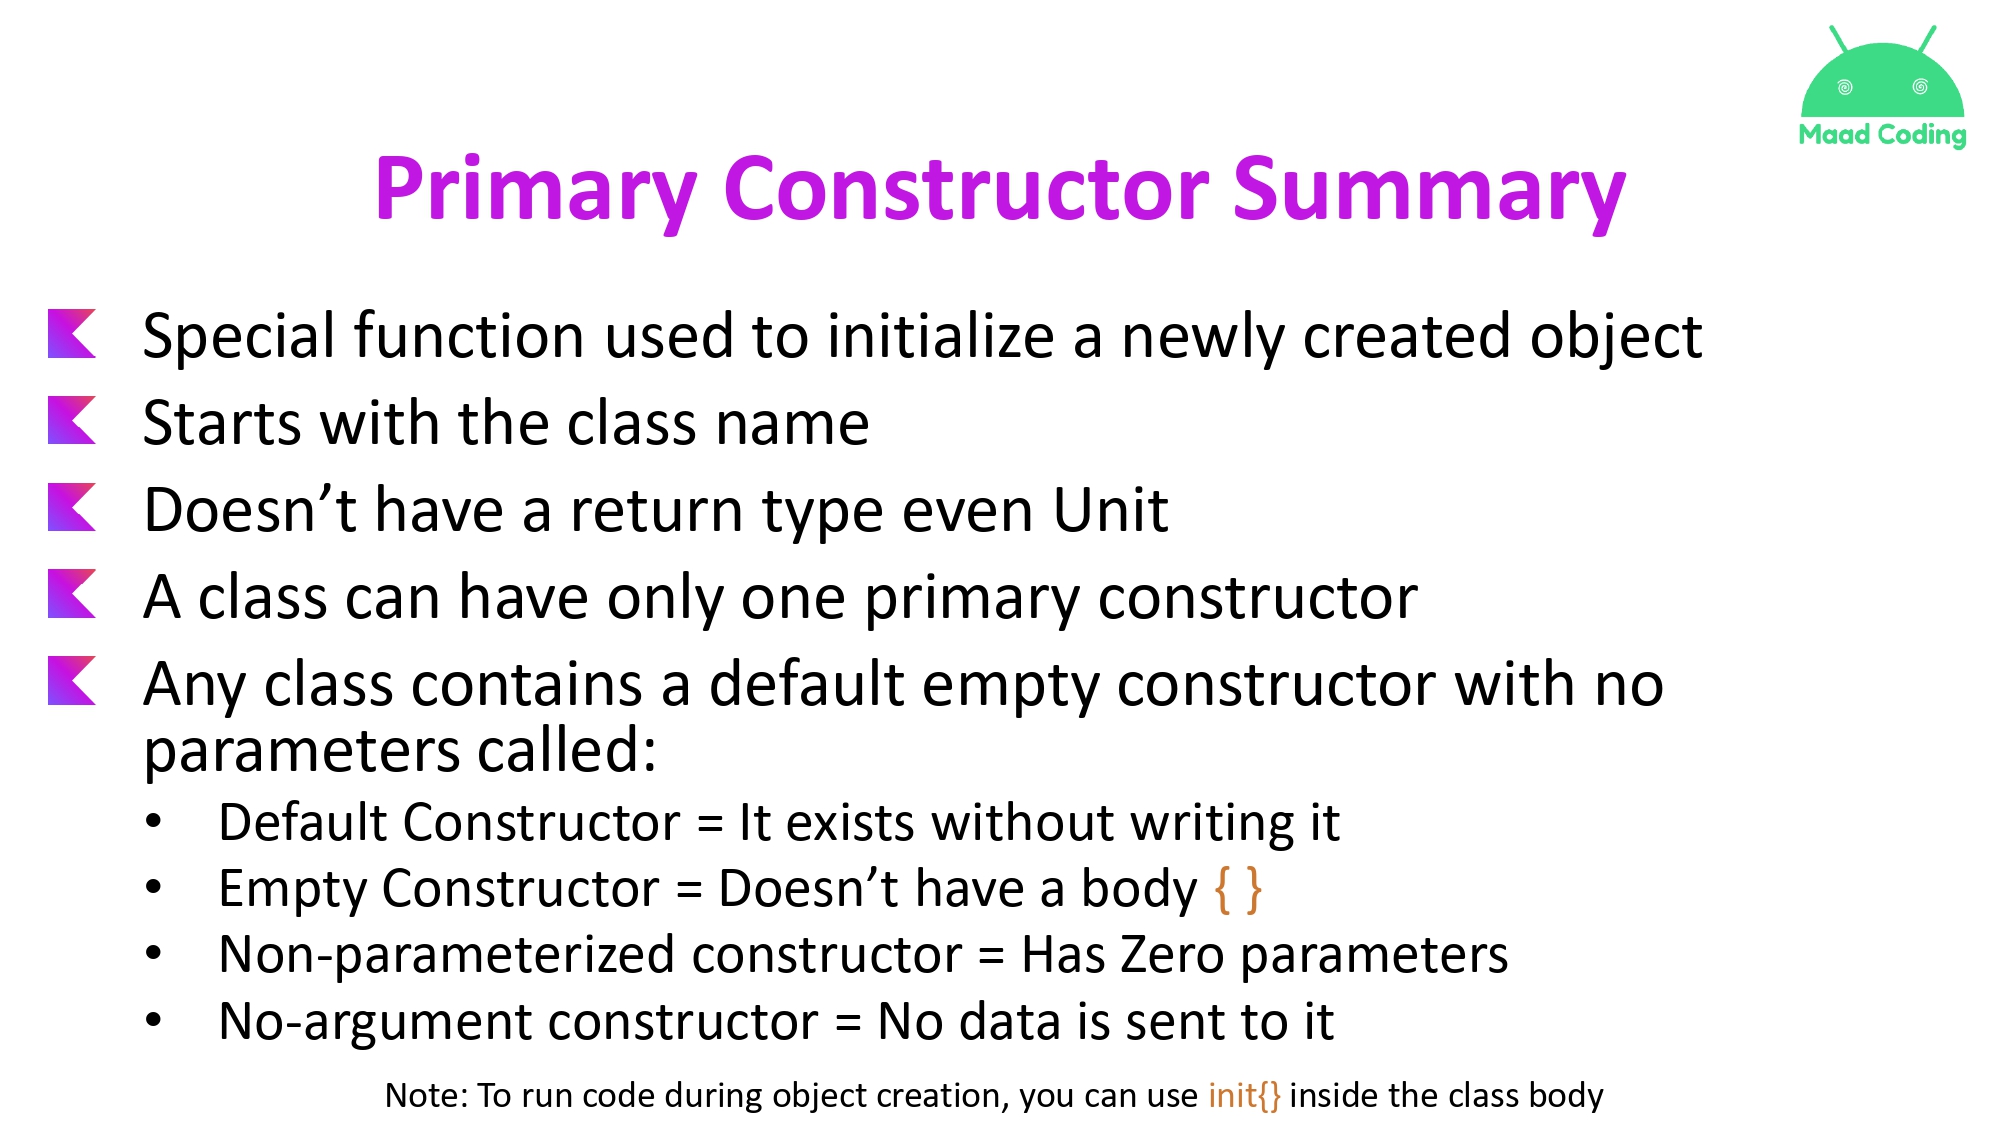 Maad Coding
Primary Constructor Summary
Special function used to initialize a newly created object
Starts with the class name
Doesn’t have a return type even Unit
A class can have only one primary constructor
Any class contains a default empty constructor with no
parameters called:
• Default Constructor = It exists without writing it
• Empty Constructor = Doesn’t have a body { }
• Non-parameterized constructor = Has Zero parameters
• No-argument constructor = No data is sent to it
Note: To run code during object creation, you can use init{} inside the class body